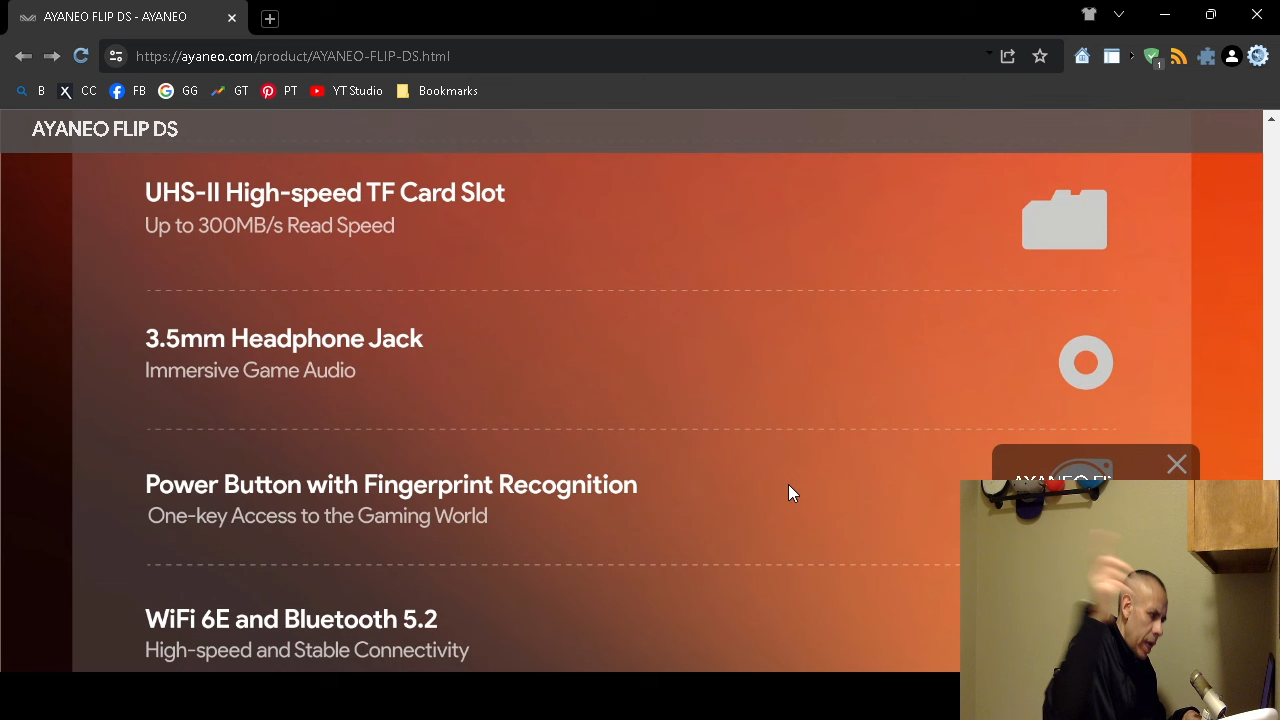 AYANEO FLIP DS - AYANEO
https://ayaneo.com/product/AYANEO-FLIP-DS.html
1
B
X CC
FB
GG
GT
PT
YT Studio
Bookmarks
AYANEO FLIP DS
UHS-II High-speed TF Card Slot
Up to 300MB/s Read Speed
3.5mm Headphone Jack
Immersive Game Audio
Power Button with Fingerprint Recognition
One-key Access to the Gaming World
WiFi 6E and Bluetooth 5.2
High-speed and Stable Connectivity